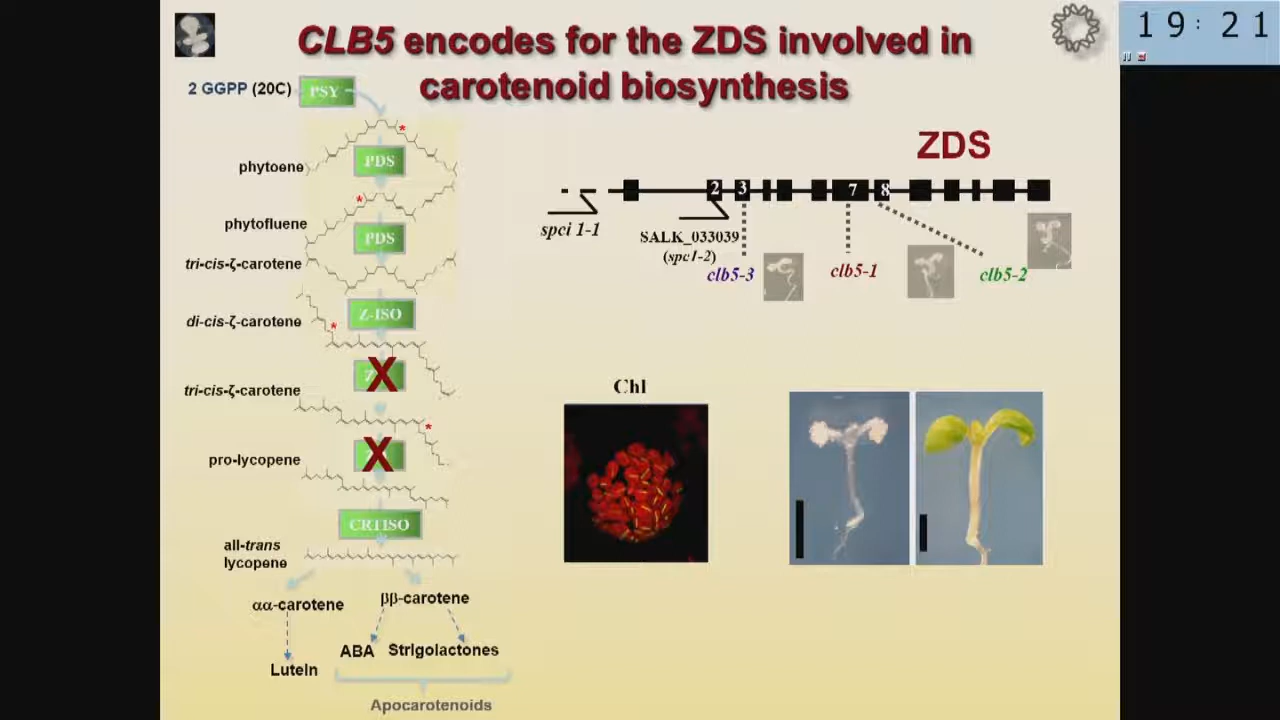 CLB5 encodes for the ZDS involved in
carotenoid biosynthesis
19:21
2 GGPP (20C)
PSY
phytoene
PDS
phytofluene
PDS
tri-cis-ζ-carotene
Z-ISO
di-cis-ζ-carotene
X
tri-cis-ζ-carotene
X
pro-lycopene
CRTISO
all-trans
lycopene
αα-carotene
ββ-carotene
ABA
Strigolactones
Lutein
Apocarotenoids
ZDS
2 3 7 8
spci 1-1
SALK_033039
(spc1-2)
clb5-3
clb5-1
clb5-2
Chl